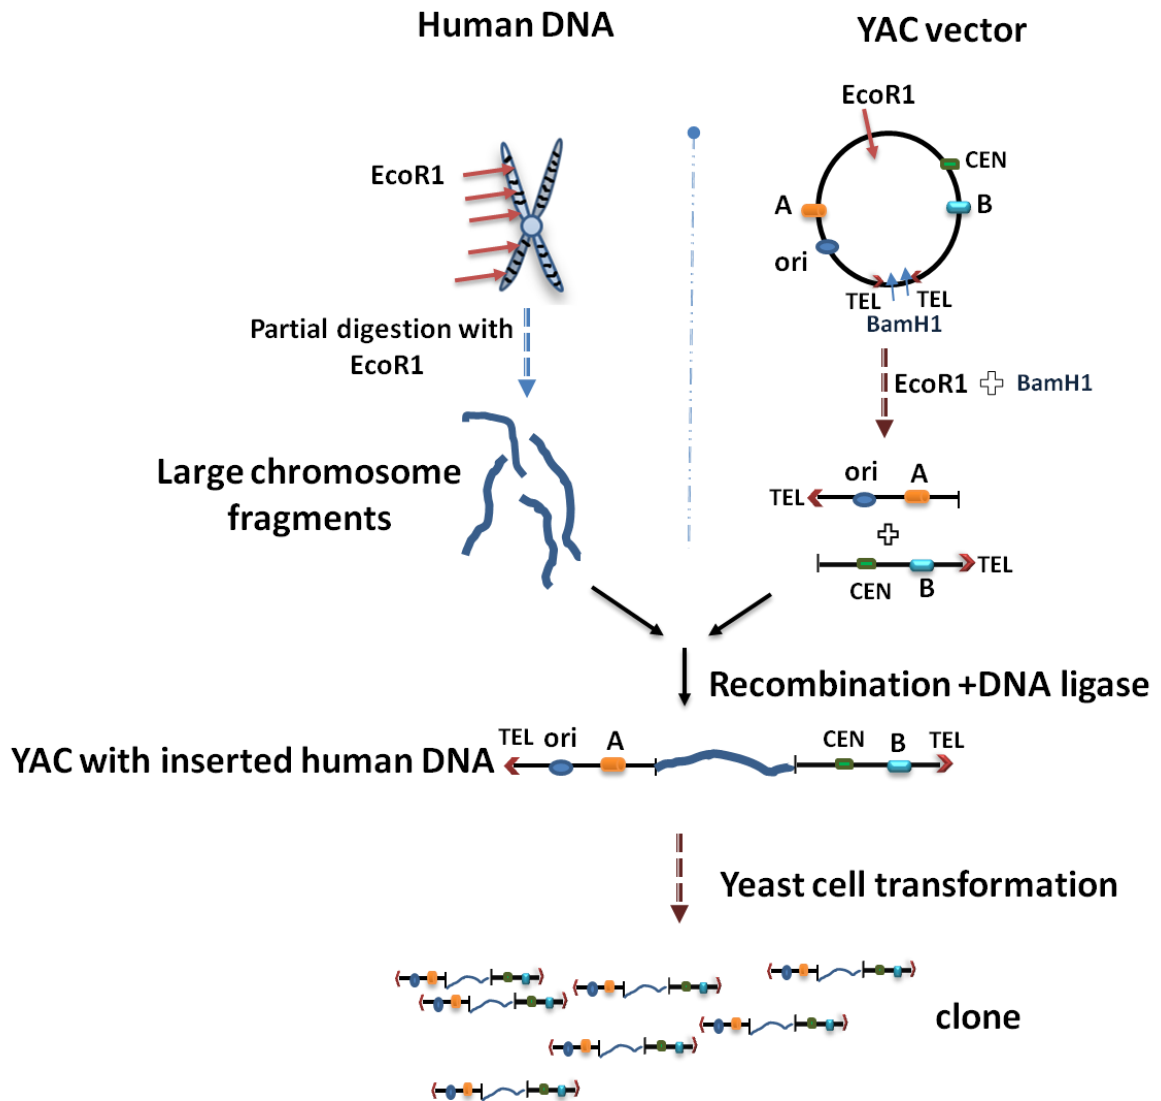 Human DNA
YAC vector
EcoR1
CEN
EcoR1
A
B
ori
TEL
TEL
BamH1
Partial digestion with
EcoR1
EcoR1
BamH1
Large chromosome
fragments
ori
A
TEL
TEL
CEN
B
Recombination +DNA ligase
YAC with inserted human DNA
TEL
ori
A
CEN
B
TEL
Yeast cell transformation
clone